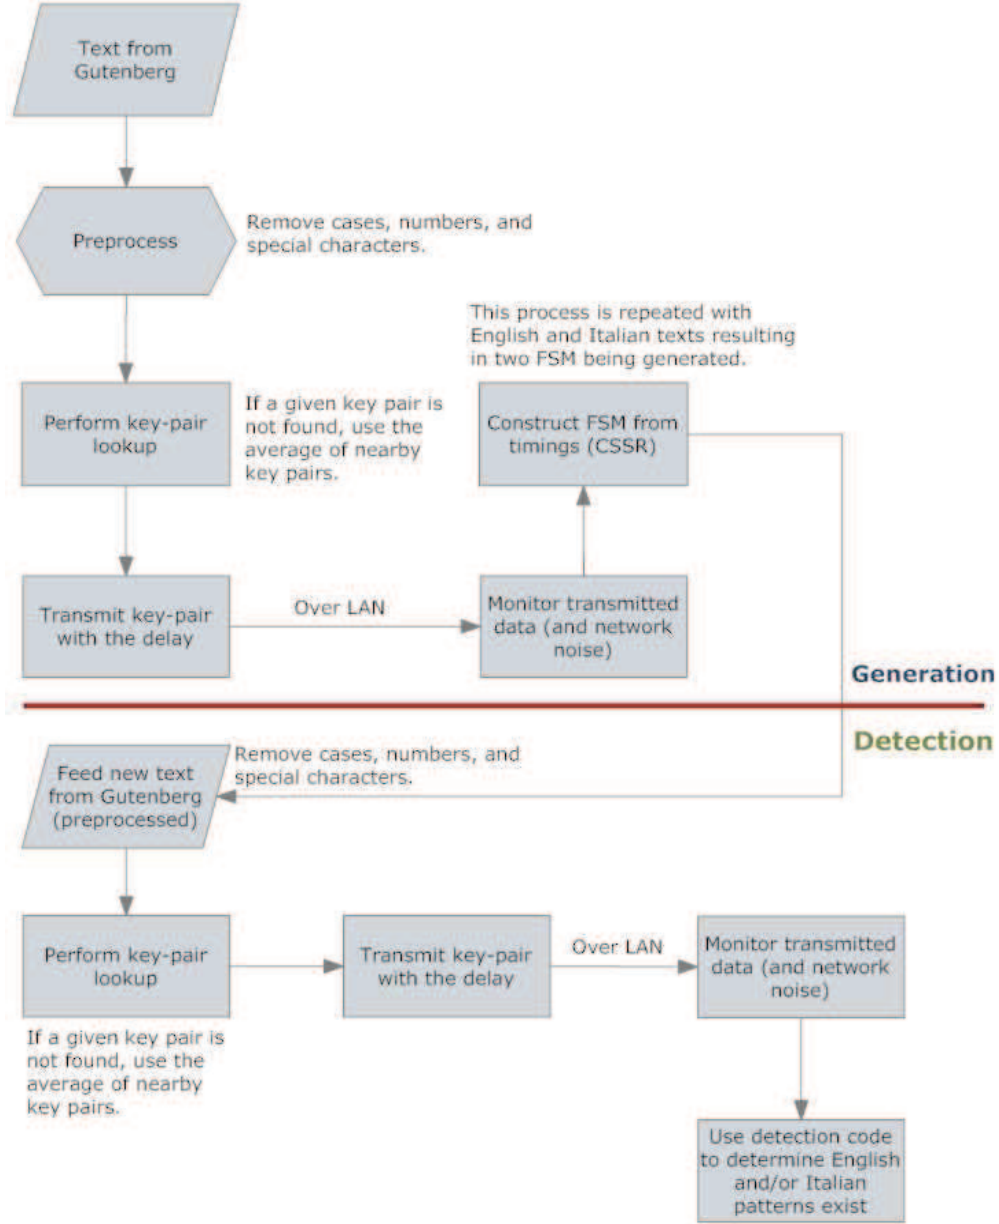 Text from
Gutenberg
Preprocess
Remove cases, numbers, and
special characters.
This process is repeated with
English and Italian texts resulting
in two FSM being generated.
Perform key-pair
lookup
If a given key pair is
not found, use the
average of nearby
key pairs.
Construct FSM from
timings (CSSR)
Transmit key-pair
with the delay
Over LAN
Monitor transmitted
data (and network
noise)
Generation
Detection
Feed new text
from Gutenberg
(preprocessed)
Remove cases, numbers, and
special characters.
Perform key-pair
lookup
If a given key pair is
not found, use the
average of nearby
key pairs.
Transmit key-pair
with the delay
Over LAN
Monitor transmitted
data (and network
noise)
Use detection code
to determine English
and/or Italian
patterns exist